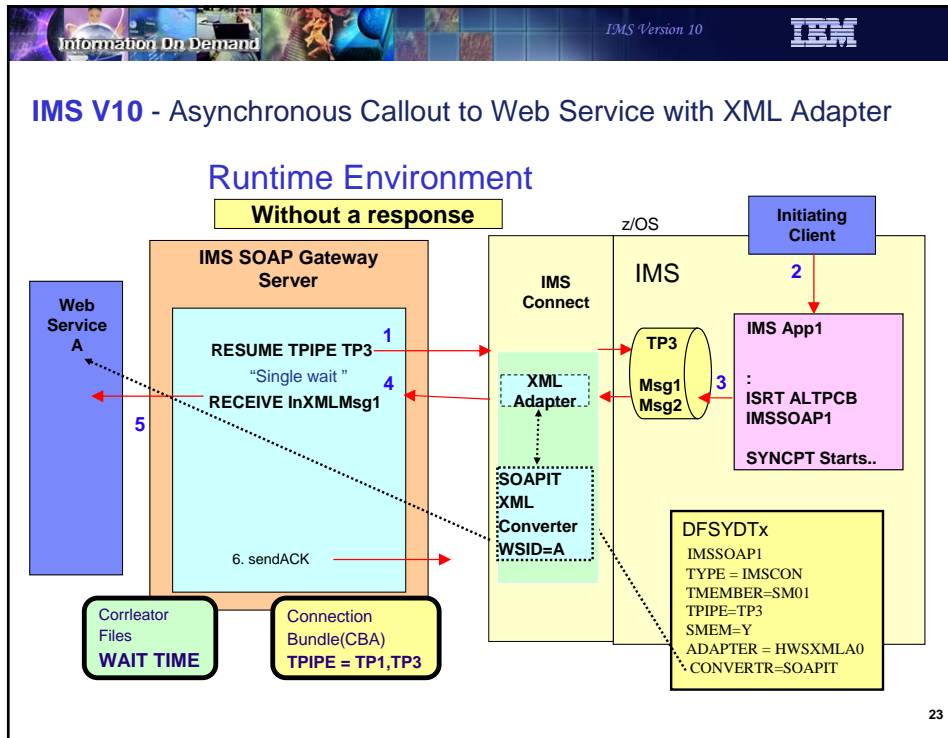 Information On Demand
IMS Version 10
IBM
IMS V10 - Asynchronous Callout to Web Service with XML Adapter
Runtime Environment
Without a response
z/OS
Initiating
Client
IMS SOAP Gateway
Server
IMS
Connect
IMS
2
Web
Service
A
1
RESUME TPIPE TP3
"Single wait "
4
RECEIVE InXMLMsg1
5
XML
Adapter
TP3
Msg1
Msg2
3
IMS App1
:
ISRT ALTPCB
IMSSOAP1
SYNCPT Starts..
SOAPIT
XML
Converter
WSID=A
6. sendACK
DFSYDTx
IMSSOAP1
TYPE = IMSCON
TMEMBER=SM01
TPIPE=TP3
SMEM=Y
ADAPTER = HWSXMLA0
CONVERTR=SOAPIT
Corrleator
Files
WAIT TIME
Connection
Bundle(CBA)
TPIPE = TP1,TP3
23